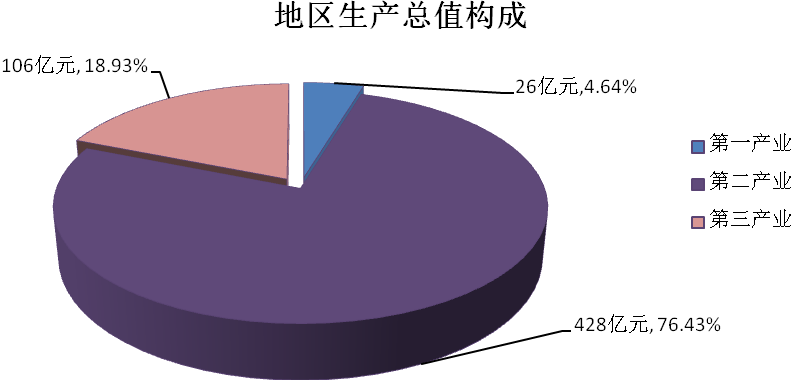 地区生产总值构成
106亿元, 18.93%
26亿元,4.64%
第一产业
第二产业
第三产业
428亿元, 76.43%